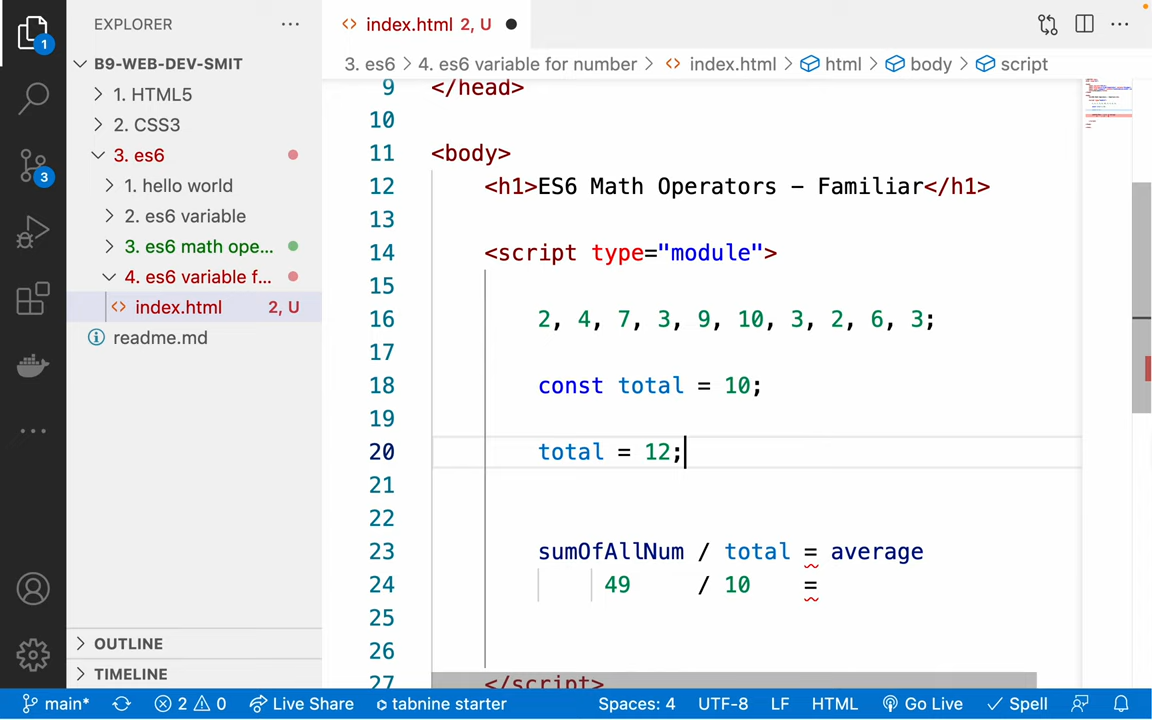 EXPLORER
index.html 2, U
B9-WEB-DEV-SMIT
3. es6 > 4. es6 variable for number > index.html > html > body > script
1. HTML5
2. CSS3
3. es6
1. hello world
2. es6 variable
3. es6 math ope...
4. es6 variable f...
index.html 2, U
readme.md
9 </head>
10
11 <body>
12 <h1>ES6 Math Operators – Familiar</h1>
13
14 <script type="module">
15
16 2, 4, 7, 3, 9, 10, 3, 2, 6, 3;
17
18 const total = 10;
19
20 total = 12;
21
22
23 sumOfAllNum / total = average
24 49 / 10 =
25
26
27 </script>
OUTLINE
TIMELINE
1
3
main* 2 0 Live Share tabnine starter Spaces: 4 UTF-8 LF HTML Go Live Spell